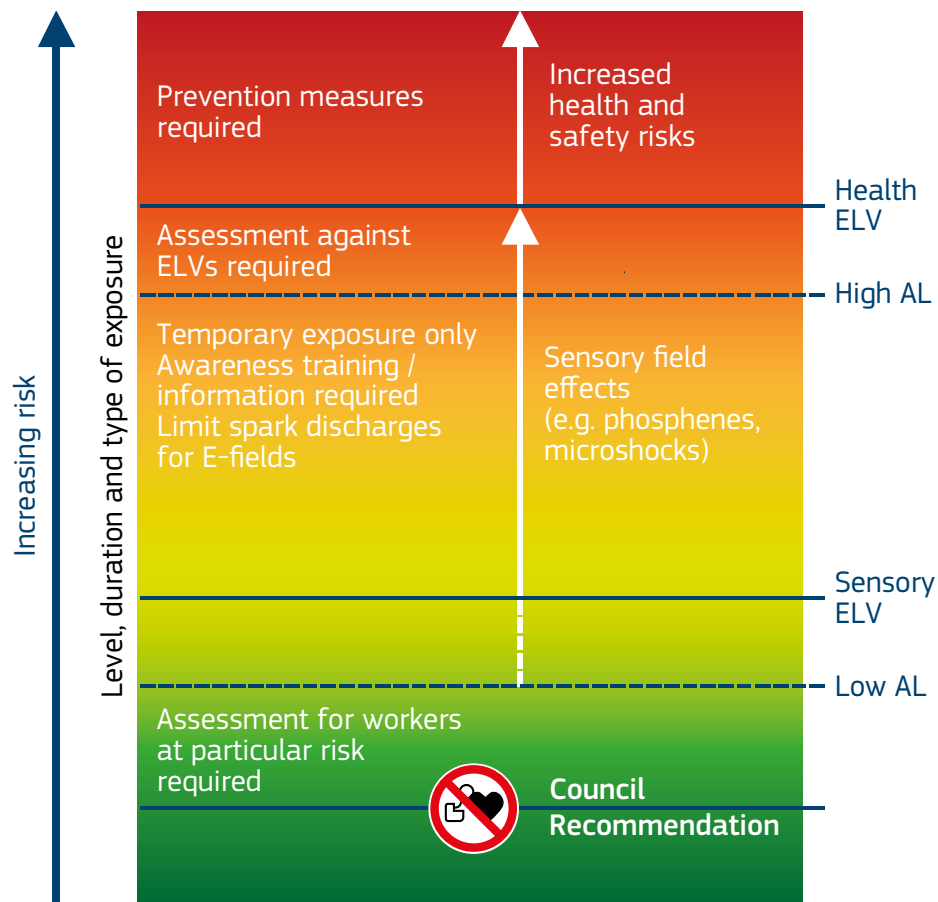 Prevention measures
required
Increased
health and
safety risks
Health
ELV
Assessment against
ELVs required
High AL
Temporary exposure only
Awareness training /
information required
Limit spark discharges
for E-fields
Sensory field
effects
(e.g. phosphenes,
microshocks)
Sensory
ELV
Low AL
Assessment for workers
at particular risk
required
Council
Recommendation
Level, duration and type of exposure
Increasing risk